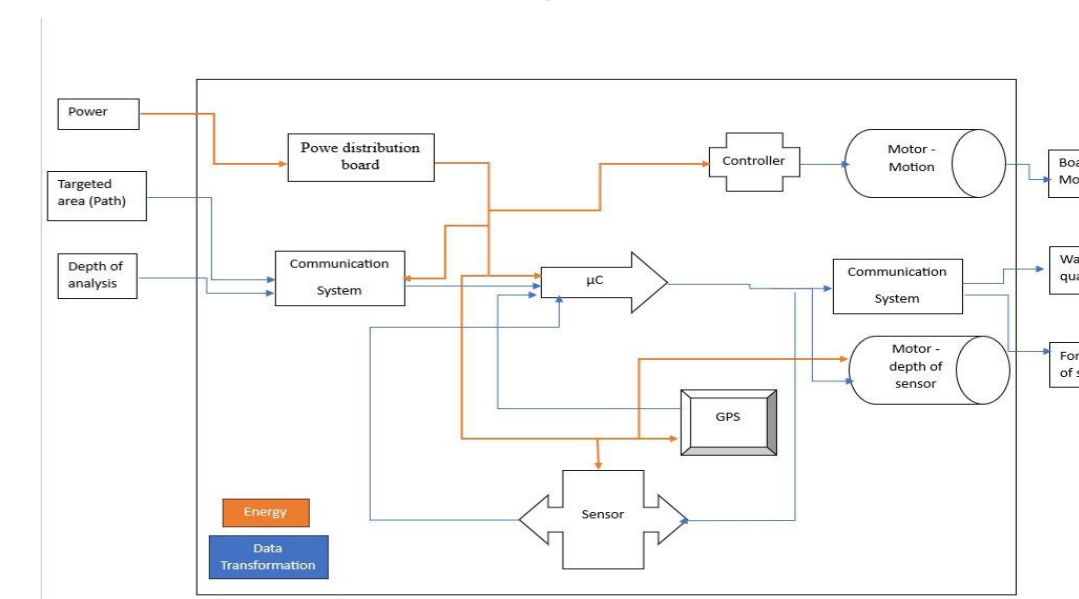 Power
Powe distribution
board
Controller
Motor -
Motion
Targeted
area (Path)
Depth of
analysis
Communication
System
µC
Communication
System
Motor -
depth of
sensor
GPS
Sensor
Energy
Data
Transformation